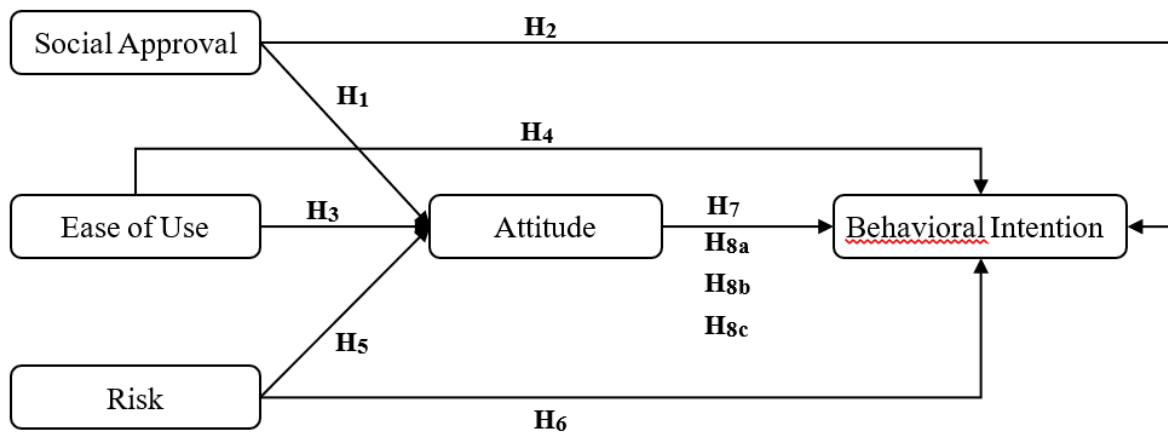 Social Approval
H2
H1
H4
Ease of Use
H3
Attitude
H7
Behavioral Intention
H8a
H8b
H8c
H5
Risk
H6